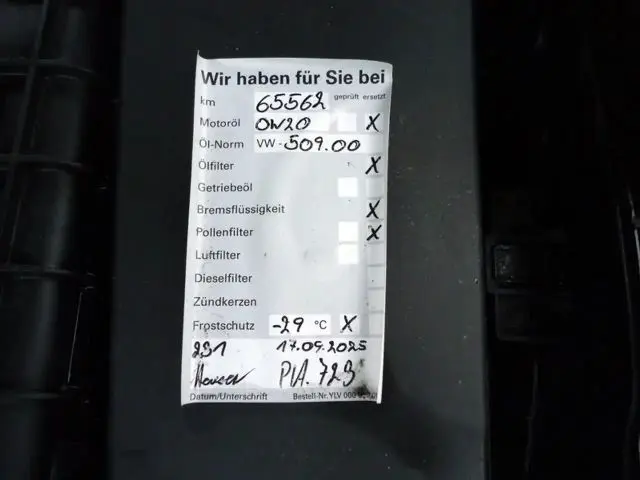 Wir haben für Sie bei
km 65562 geprüft ersetzt
Motoröl 0W20 X
Öl-Norm VW-509.00
Ölfilter X
Getriebeöl
Bremsflüssigkeit X
Pollenfilter X
Luftfilter
Dieselfilter
Zündkerzen
Frostschutz -29 °C X
231 17.09.2025
723
Datum/Unterschrift Bestell-Nr. YLV 000